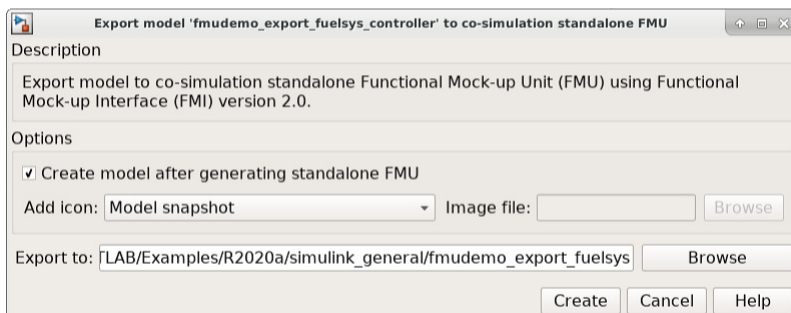 Export model 'fmudemo_export_fuelsys_controller' to co-simulation standalone FMU
Description
Export model to co-simulation standalone Functional Mock-up Unit (FMU) using Functional
Mock-up Interface (FMI) version 2.0.
Options
Create model after generating standalone FMU
Add icon: Model snapshot Image file: Browse
Export to: TLAB/Examples/R2020a/simulink_general/fmudemo_export_fuelsys Browse
Create Cancel Help